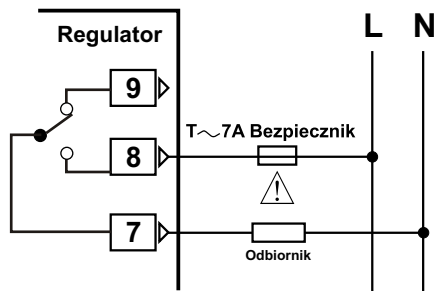 Regulator
L N
9
T~7A Bezpiecznik
8
!
7
Odbiornik